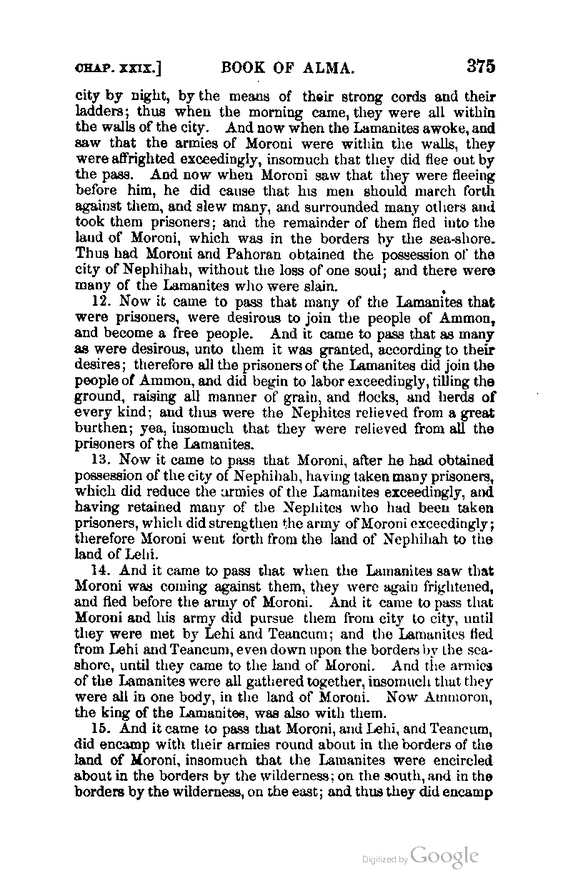 CHAP. XXIX.] BOOK OF ALMA. 375
city by night, by the means of their strong cords and their
ladders; thus when the morning came, they were all within
the walls of the city. And now when the Lamanites awoke, and
saw that the armies of Moroni were within the walls, they
were affrighted exceedingly, insomuch that they did flee out by
the pass. And now when Moroni saw that they were fleeing
before him, he did cause that his men should march forth
against them, and slew many, and surrounded many others and
took them prisoners; and the remainder of them fled into the
land of Moroni, which was in the borders by the sea-shore.
Thus had Moroni and Pahoran obtained the possession of the
city of Nephihah, without the loss of one soul; and there were
many of the Lamanites who were slain.
12. Now it came to pass that many of the Lamanites that
were prisoners, were desirous to join the people of Ammon,
and become a free people. And it came to pass that as many
as were desirous, unto them it was granted, according to their
desires; therefore all the prisoners of the Lamanites did join the
people of Ammon, and did begin to labor exceedingly, tilling the
ground, raising all manner of grain, and flocks, and herds of
every kind; and thus were the Nephites relieved from a great
burthen; yea, insomuch that they were relieved from all the
prisoners of the Lamanites.
13. Now it came to pass that Moroni, after he had obtained
possession of the city of Nephihah, having taken many prisoners,
which did reduce the armies of the Lamanites exceedingly, and
having retained many of the Nephites who had been taken
prisoners, which did strengthen the army of Moroni exceedingly;
therefore Moroni went forth from the land of Nephihah to the
land of Lehi.
14. And it came to pass that when the Lamanites saw that
Moroni was coming against them, they were again frightened,
and fled before the army of Moroni. And it came to pass that
Moroni and his army did pursue them from city to city, until
they were met by Lehi and Teancum; and the Lamanites fled
from Lehi and Teancum, even down upon the borders by the sea-
shore, until they came to the land of Moroni. And the armies
of the Lamanites were all gathered together, insomuch that they
were all in one body, in the land of Moroni. Now Ammoron,
the king of the Lamanites, was also with them.
15. And it came to pass that Moroni, and Lehi, and Teancum,
did encamp with their armies round about in the borders of the
land of Moroni, insomuch that the Lamanites were encircled
about in the borders by the wilderness; on the south, and in the
borders by the wilderness, on the east; and thus they did encamp
Digitized by Google